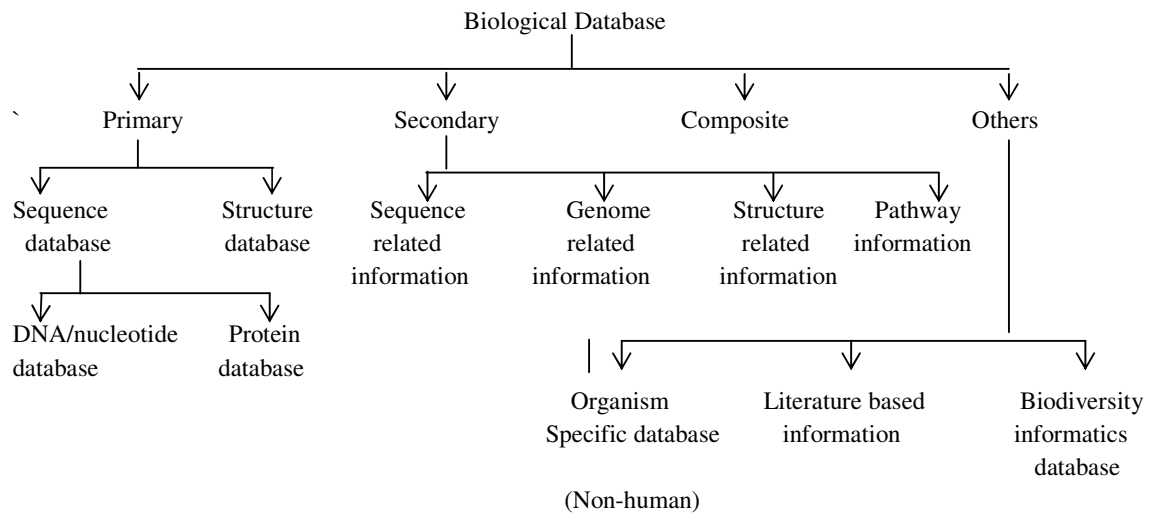 Biological Database
` Primary Secondary Composite Others
Sequence
database
Structure
database
Sequence
related
information
Genome
related
information
Structure
related
information
Pathway
information
DNA/nucleotide
database
Protein
database
Organism
Specific database
(Non-human)
Literature based
information
Biodiversity
informatics
database